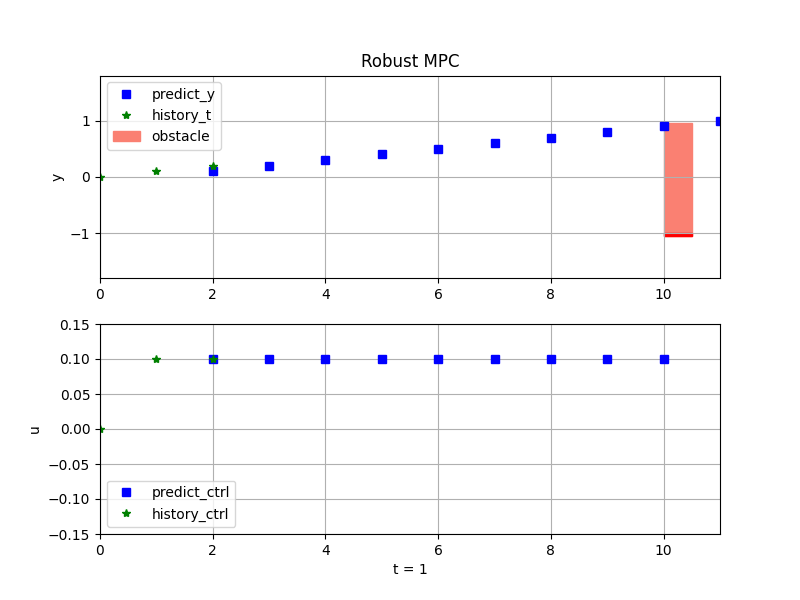 Robust MPC
predict_y
history_t
obstacle
y
1
0
−1
0 2 4 6 8 10
0.15
0.10
0.05
0.00
−0.05
−0.10
−0.15
u
predict_ctrl
history_ctrl
0 2 4 6 8 10
t = 1